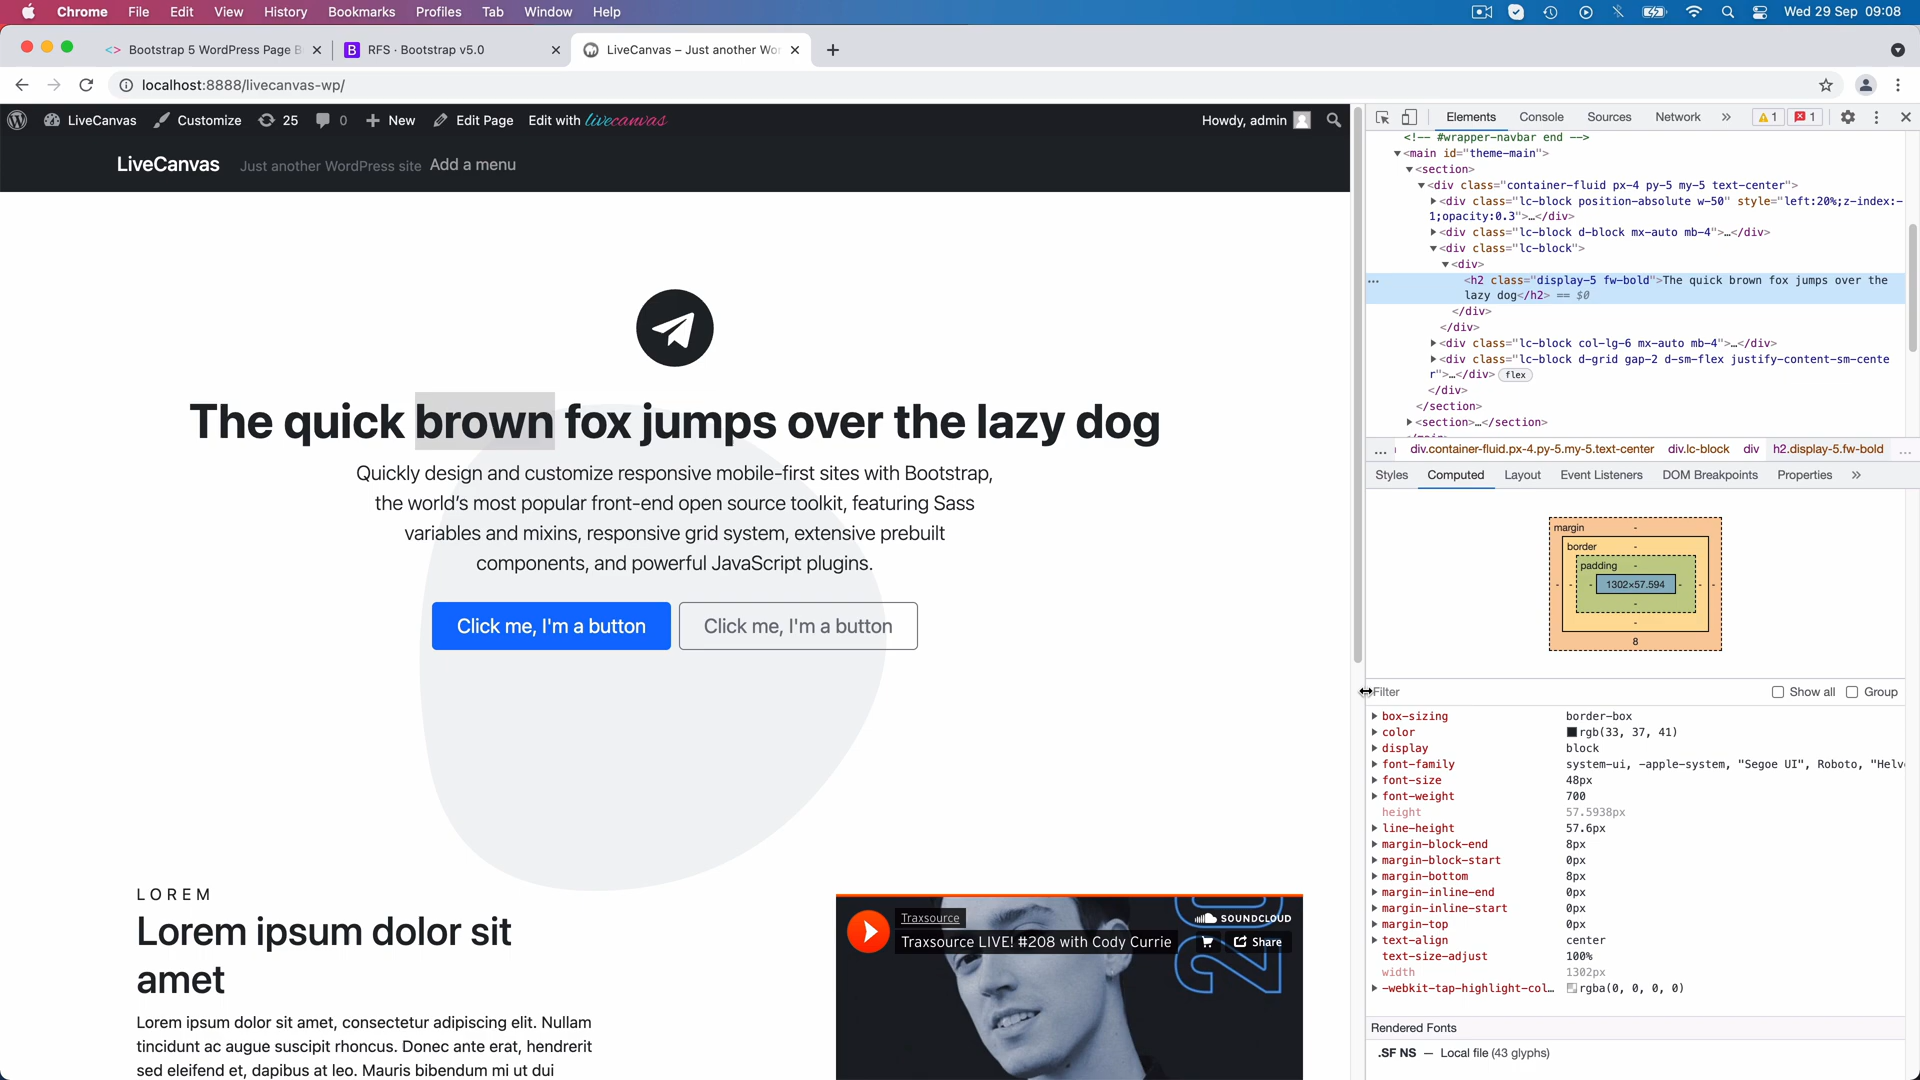 Chrome File Edit View History Bookmarks Profiles Tab Window Help Wed 29 Sep 09:08
Bootstrap 5 WordPress Page B RFS · Bootstrap v5.0 LiveCanvas – Just another Wor
localhost:8888/livecanvas-wp/
LiveCanvas Customize 25 0 New Edit Page Edit with livecanvas Howdy, admin
LiveCanvas Just another WordPress site Add a menu
The quick brown fox jumps over the lazy dog
Quickly design and customize responsive mobile-first sites with Bootstrap,
the world's most popular front-end open source toolkit, featuring Sass
variables and mixins, responsive grid system, extensive prebuilt
components, and powerful JavaScript plugins.
Click me, I'm a button Click me, I'm a button
LOREM
Lorem ipsum dolor sit
amet
Lorem ipsum dolor sit amet, consectetur adipiscing elit. Nullam
tincidunt ac augue suscipit rhoncus. Donec ante erat, hendrerit
sed eleifend et, dapibus at leo. Mauris bibendum mi ut dui
Traxsource SOUNDCLOUD
Traxsource LIVE! #208 with Cody Currie Share
Elements Console Sources Network » 1 1
<!-- #wrapper-navbar end -->
<main id="theme-main">
<section>
<div class="container-fluid px-4 py-5 my-5 text-center">
<div class="lc-block position-absolute w-50" style="left:20%;z-index:-
1;opacity:0.3">…</div>
<div class="lc-block d-block mx-auto mb-4">…</div>
<div class="lc-block">
<div>
<h2 class="display-5 fw-bold">The quick brown fox jumps over the
lazy dog</h2> == $0
</div>
</div>
<div class="lc-block col-lg-6 mx-auto mb-4">…</div>
<div class="lc-block d-grid gap-2 d-sm-flex justify-content-sm-cente
r">…</div> flex
</div>
</section>
<section>…</section>
… div.container-fluid.px-4.py-5.my-5.text-center div.lc-block div h2.display-5.fw-bold …
Styles Computed Layout Event Listeners DOM Breakpoints Properties »
margin -
border -
padding -
- - - 1302×57.594 - - -
-
-
8
Filter Show all Group
box-sizing border-box
color rgb(33, 37, 41)
display block
font-family system-ui, -apple-system, "Segoe UI", Roboto, "Helv
font-size 48px
font-weight 700
height 57.5938px
line-height 57.6px
margin-block-end 8px
margin-block-start 0px
margin-bottom 8px
margin-inline-end 0px
margin-inline-start 0px
margin-top 0px
text-align center
text-size-adjust 100%
width 1302px
-webkit-tap-highlight-col… rgba(0, 0, 0, 0)
Rendered Fonts
.SF NS — Local file (43 glyphs)